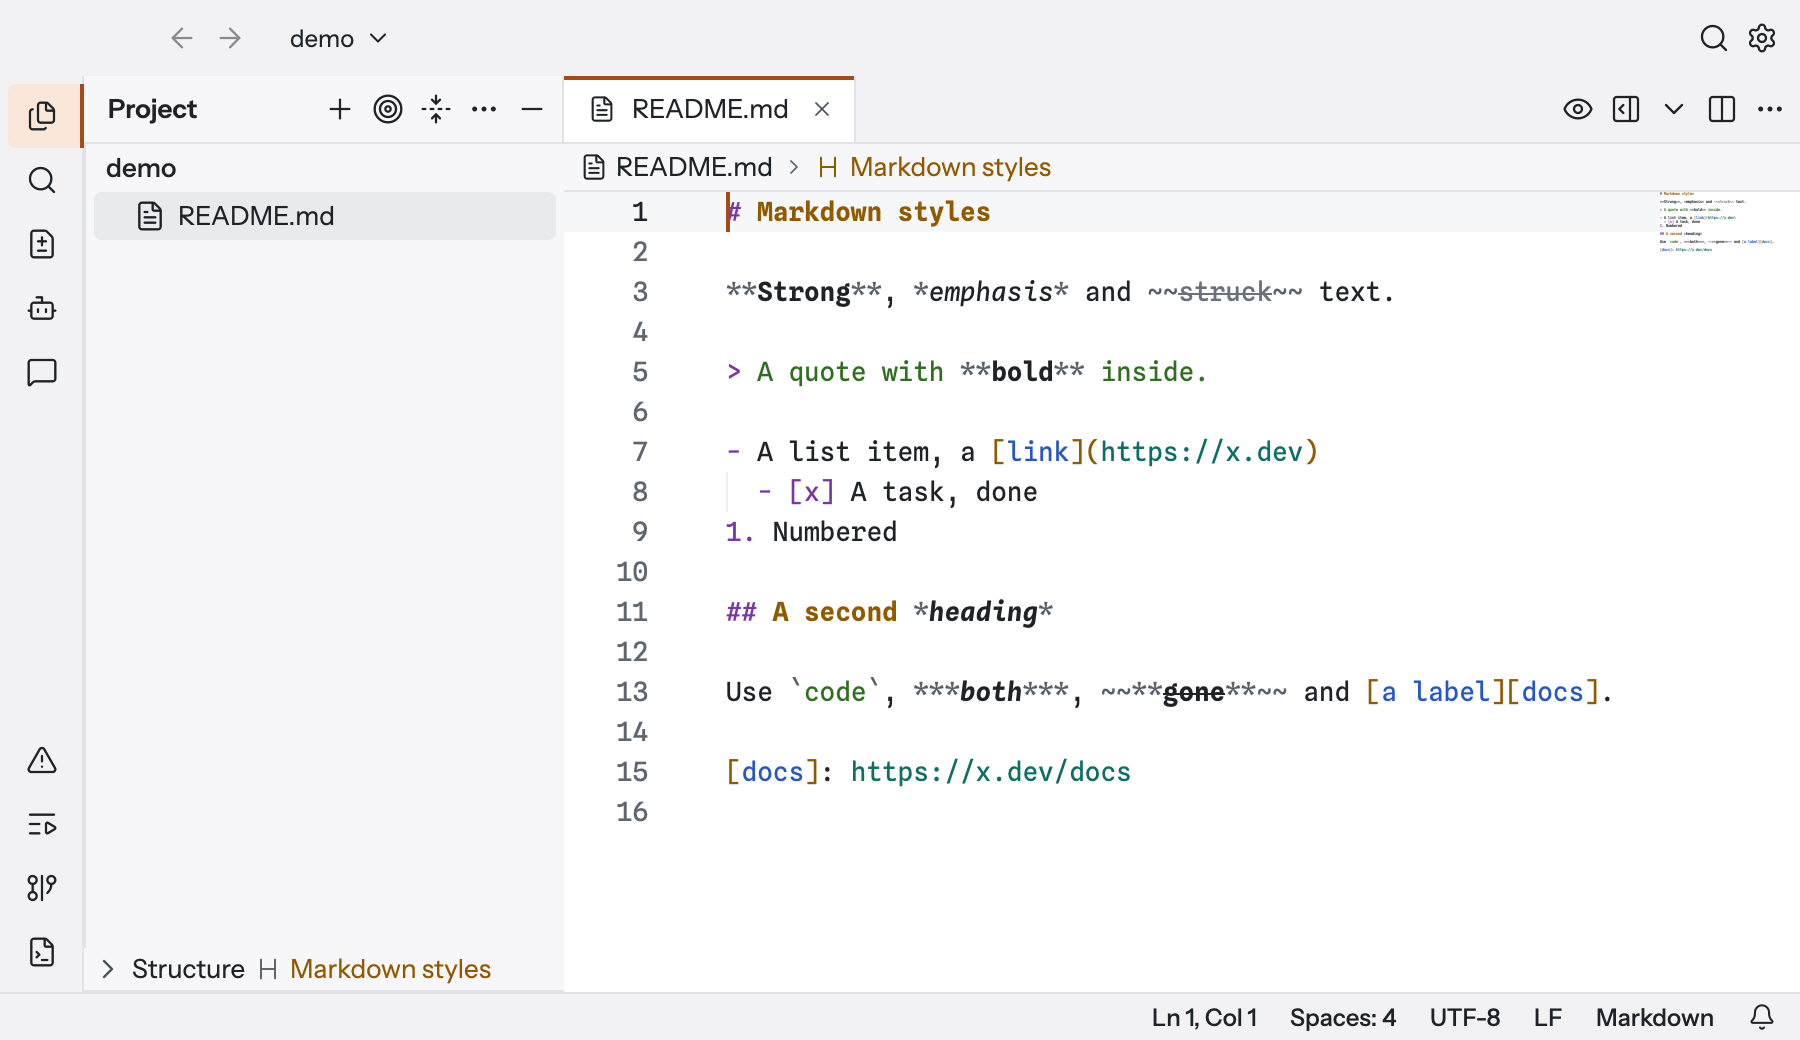 demo
Project
README.md
README.md > H Markdown styles
demo
README.md
1 # Markdown styles
2
3 **Strong**, *emphasis* and ~~struck~~ text.
4
5 > A quote with **bold** inside.
6
7 - A list item, a [link](https://x.dev)
8   - [x] A task, done
9 1. Numbered
10
11 ## A second *heading*
12
13 Use `code`, ***both***, ~~**gone**~~ and [a label][docs].
14
15 [docs]: https://x.dev/docs
16
Structure H Markdown styles
Ln 1, Col 1 Spaces: 4 UTF-8 LF Markdown